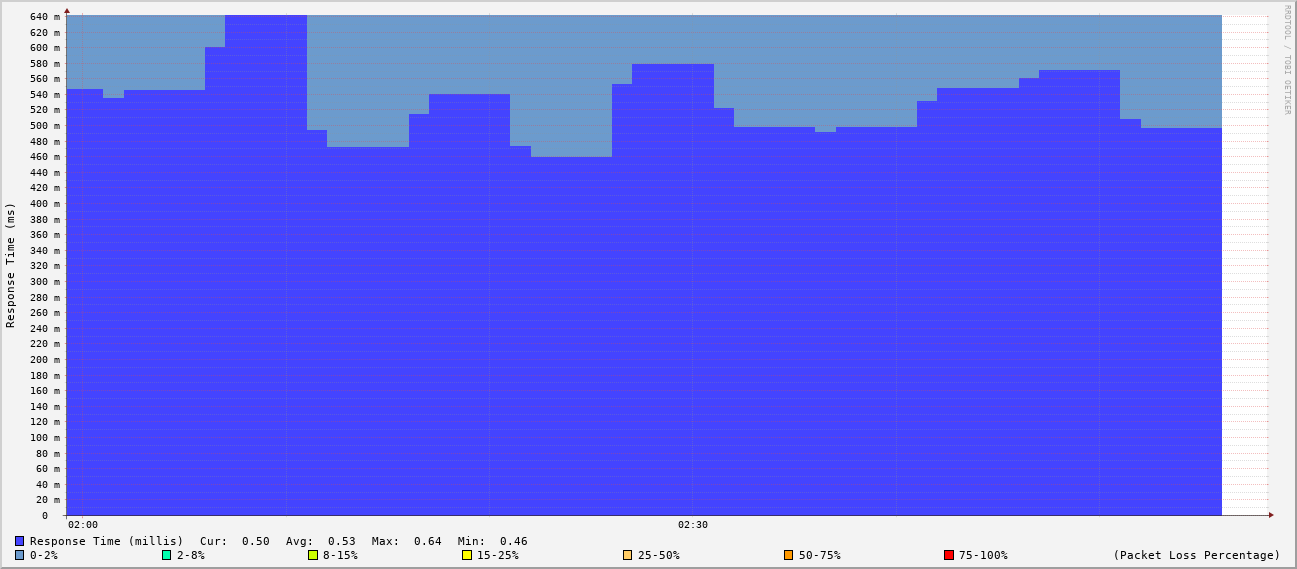 RRDTOOL / TOBI OETIKER
Response Time (ms)
640 m
620 m
600 m
580 m
560 m
540 m
520 m
500 m
480 m
460 m
440 m
420 m
400 m
380 m
360 m
340 m
320 m
300 m
280 m
260 m
240 m
220 m
200 m
180 m
160 m
140 m
120 m
100 m
80 m
60 m
40 m
20 m
0
02:00 02:30
Response Time (millis) Cur: 0.50 Avg: 0.53 Max: 0.64 Min: 0.46
0-2% 2-8% 8-15% 15-25% 25-50% 50-75% 75-100% (Packet Loss Percentage)